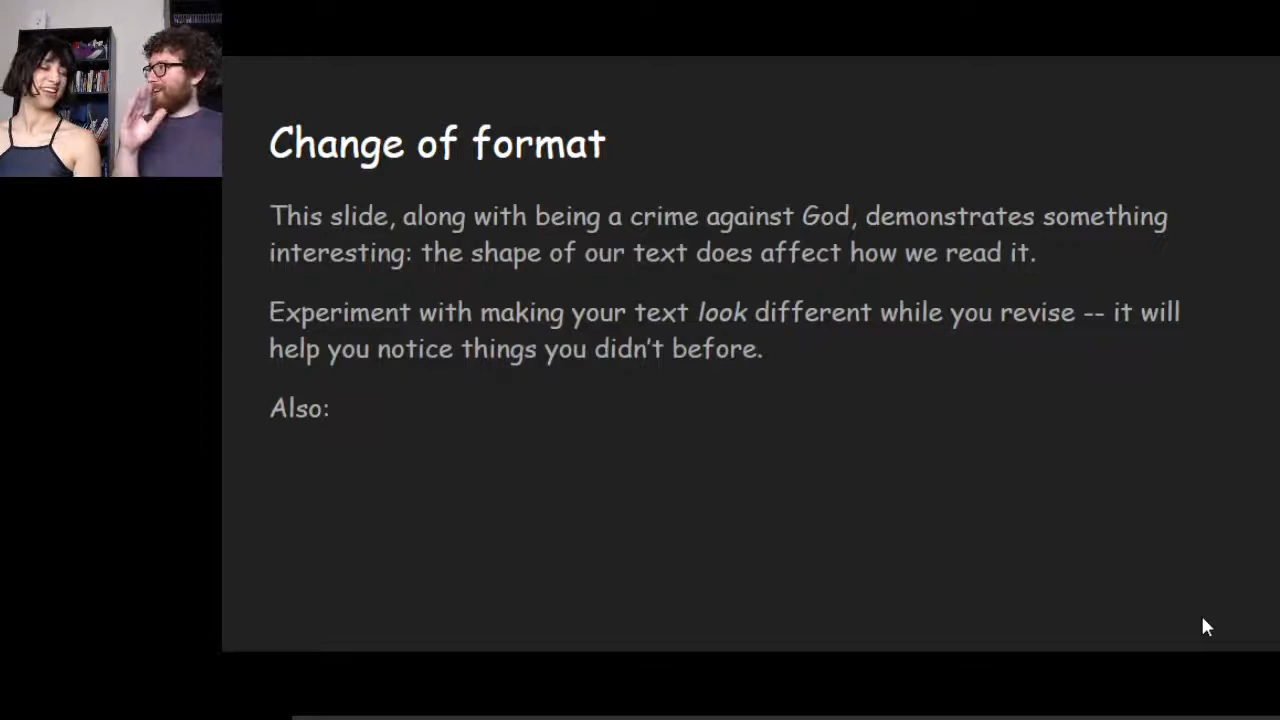 Change of format
This slide, along with being a crime against God, demonstrates something
interesting: the shape of our text does affect how we read it.
Experiment with making your text look different while you revise -- it will
help you notice things you didn't before.
Also: